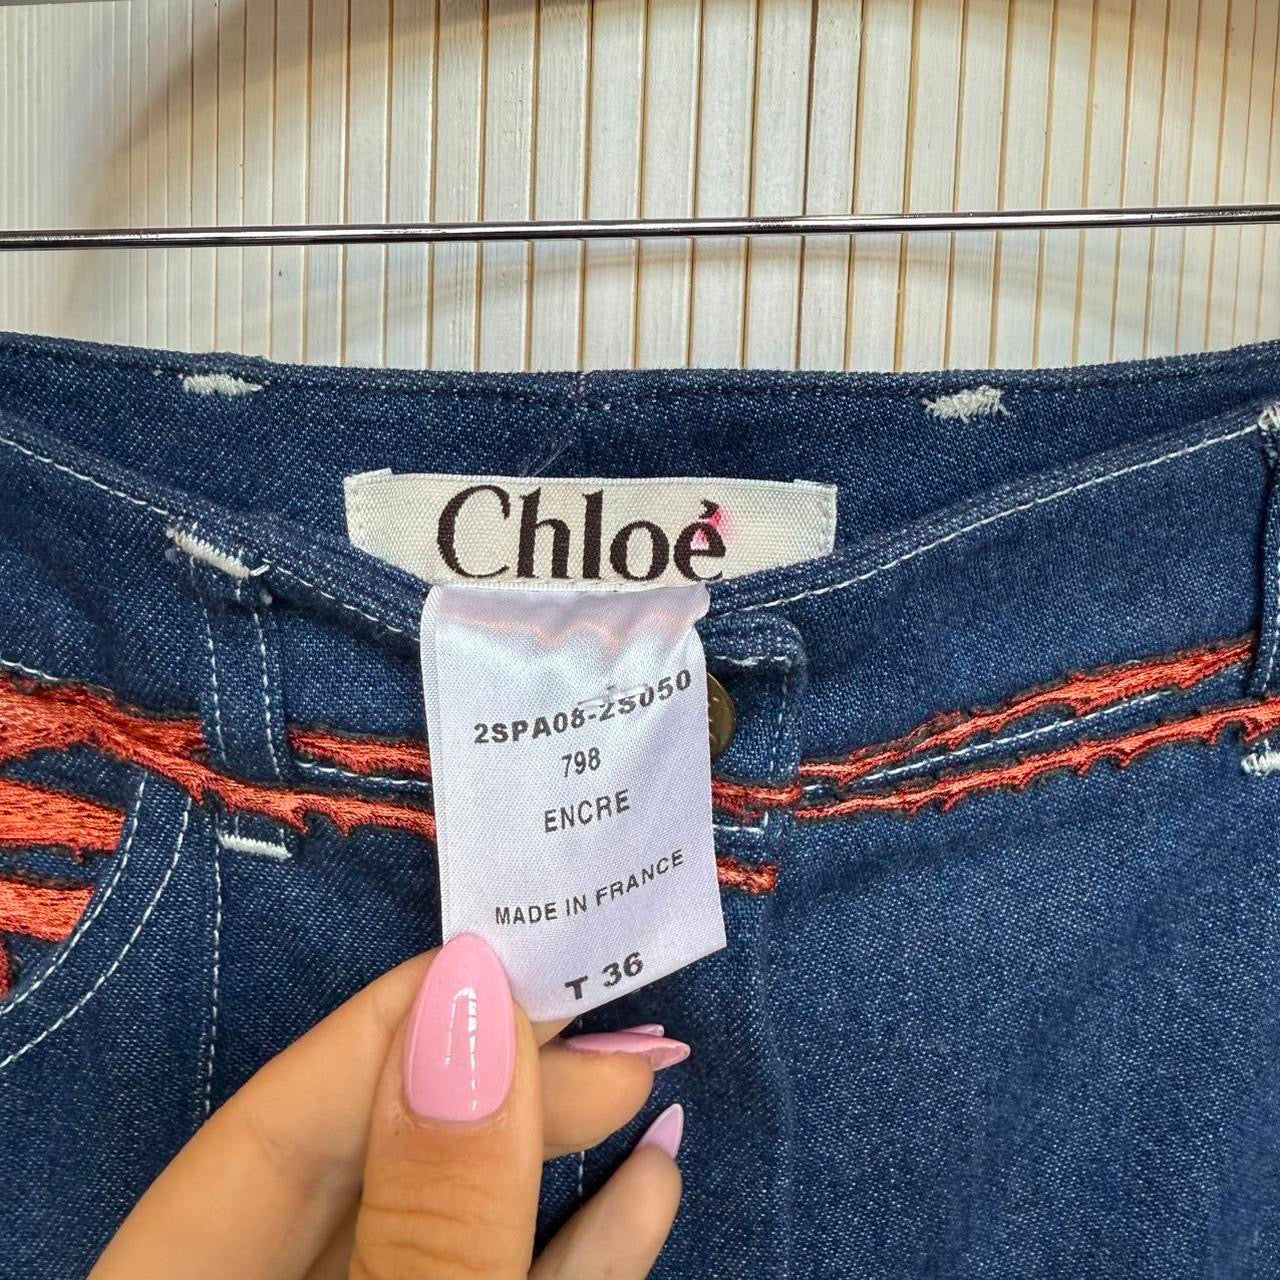 Chloé
2SPA08-2S050
798
ENCRE
MADE IN FRANCE
T 36